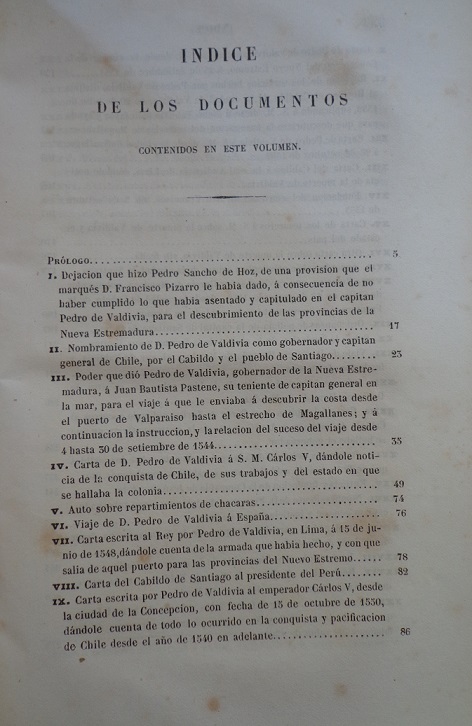 INDICE
DE LOS DOCUMENTOS
CONTENIDOS EN ESTE VOLUMEN.
PRÓLOGO. . . . . . . . . . . . . . . . . . . . 5
I. Dejacion que hizo Pedro Sancho de Hoz, de una provision que el
marqués D. Francisco Pizarro le habia dado, á consecuencia de no
haber cumplido lo que habia asentado y capitulado en el capitan
Pedro de Valdivia, para el descubrimiento de las provincias de la
Nueva Estremadura. . . . . . . . . . . . . . . . . . . . 17
II. Nombramiento de D. Pedro de Valdivia como gobernador y capitan
general de Chile, por el Cabildo y el pueblo de Santiago. . . . . . . . 23
III. Poder que dió Pedro de Valdivia, gobernador de la Nueva Estre-
madura, á Juan Bautista Pastene, su teniente de capitan general en
la mar, para el viaje á que le enviaba á descubrir la costa desde
el puerto de Valparaiso hasta el estrecho de Magallanes; y á
continuacion la instruccion, y la relacion del suceso del viaje desde
4 hasta 30 de setiembre de 1544. . . . . . . . . . . . . . . . 35
IV. Carta de D. Pedro de Valdivia á S. M. Cárlos V, dándole noti-
cia de la conquista de Chile, de sus trabajos y del estado en que
se hallaba la colonia. . . . . . . . . . . . . . . . . . . . 49
V. Auto sobre repartimientos de chacaras. . . . . . . . . . . . 74
VI. Viaje de D. Pedro de Valdivia á España. . . . . . . . . . . . 76
VII. Carta escrita al Rey por Pedro de Valdivia, en Lima, á 15 de ju-
nio de 1548, dándole cuenta de la armada que habia hecho, y con que
salia de aquel puerto para las provincias del Nuevo Estremo. . . . . . 78
VIII. Carta del Cabildo de Santiago al presidente del Perú. . . . . . . 82
IX. Carta escrita por Pedro de Valdivia al emperador Cárlos V, desde
la ciudad de la Concepcion, con fecha de 15 de octubre de 1550,
dándole cuenta de todo lo ocurrido en la conquista y pacificacion
de Chile desde el año de 1540 en adelante. . . . . . . . . . . . . 86